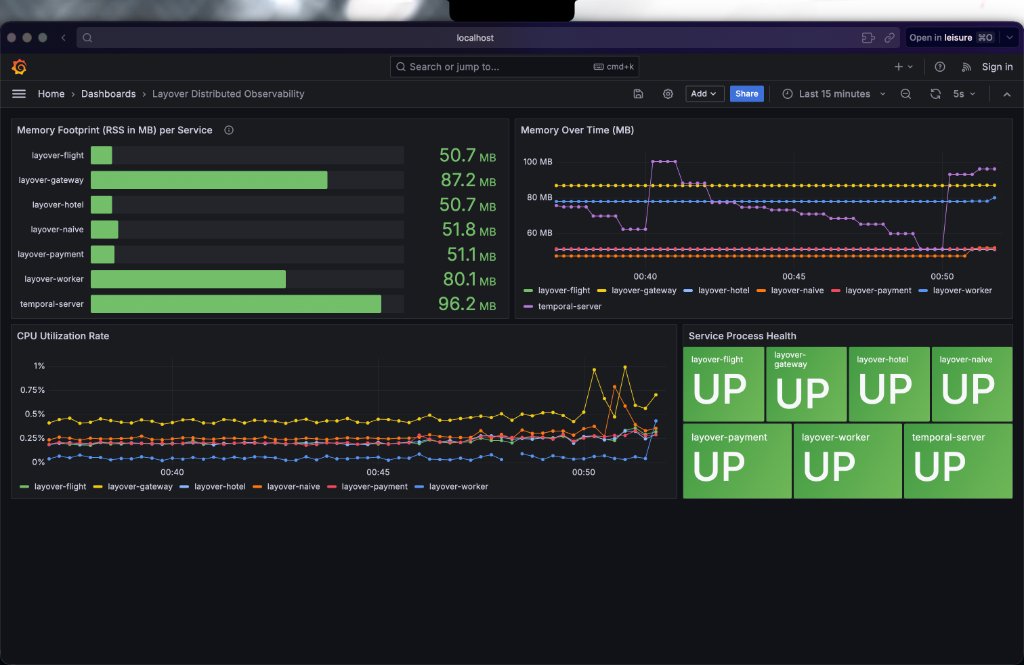 localhost
Open in leisure ⌘O
Search or jump to...
cmd+k
Sign in
Home › Dashboards › Layover Distributed Observability
Add
Share
Last 15 minutes
5s
Memory Footprint (RSS in MB) per Service
layover-flight 50.7 MB
layover-gateway 87.2 MB
layover-hotel 50.7 MB
layover-naive 51.8 MB
layover-payment 51.1 MB
layover-worker 80.1 MB
temporal-server 96.2 MB
Memory Over Time (MB)
100 MB
80 MB
60 MB
00:40 00:45 00:50
layover-flight layover-gateway layover-hotel layover-naive layover-payment layover-worker
temporal-server
CPU Utilization Rate
1%
0.75%
0.5%
0.25%
0%
00:40 00:45 00:50
layover-flight layover-gateway layover-hotel layover-naive layover-payment layover-worker
Service Process Health
layover-flight
UP
layover-
gateway
UP
layover-hotel
UP
layover-naive
UP
layover-payment
UP
layover-worker
UP
temporal-server
UP